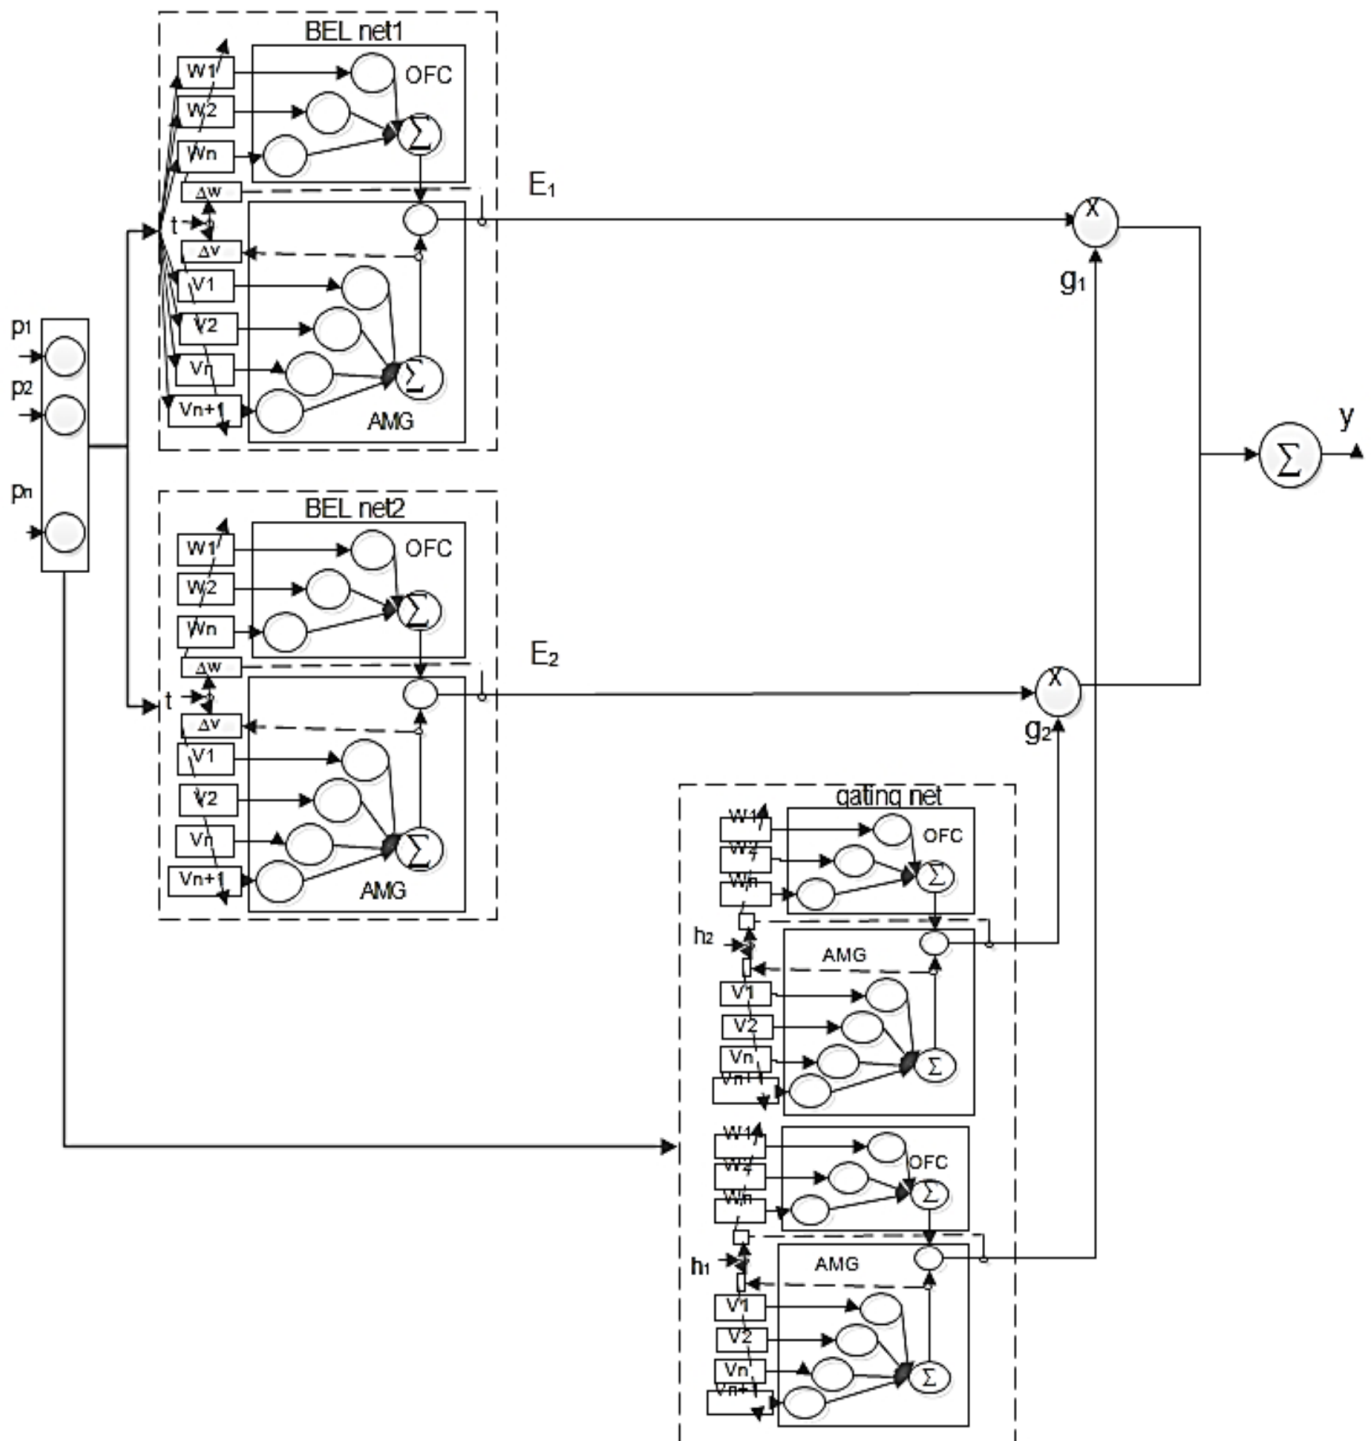 BEL net1
W1
OFC
W2
Σ
Wn
Δw
E1
t
Δv
V1
V2
Vn
Σ
Vn+1
AMG
x
g1
p1
p2
pn
Σ
y
BEL net2
W1
OFC
W2
Σ
Wn
Δw
E2
t
Δv
V1
V2
Vn
Σ
Vn+1
AMG
x
g2
gating net
W1
OFC
W2
Σ
Wn
h2
AMG
V1
V2
Vn
Σ
Vn+1
W1
OFC
W2
Σ
Wn
h1
AMG
V1
V2
Vn
Σ
Vn+1